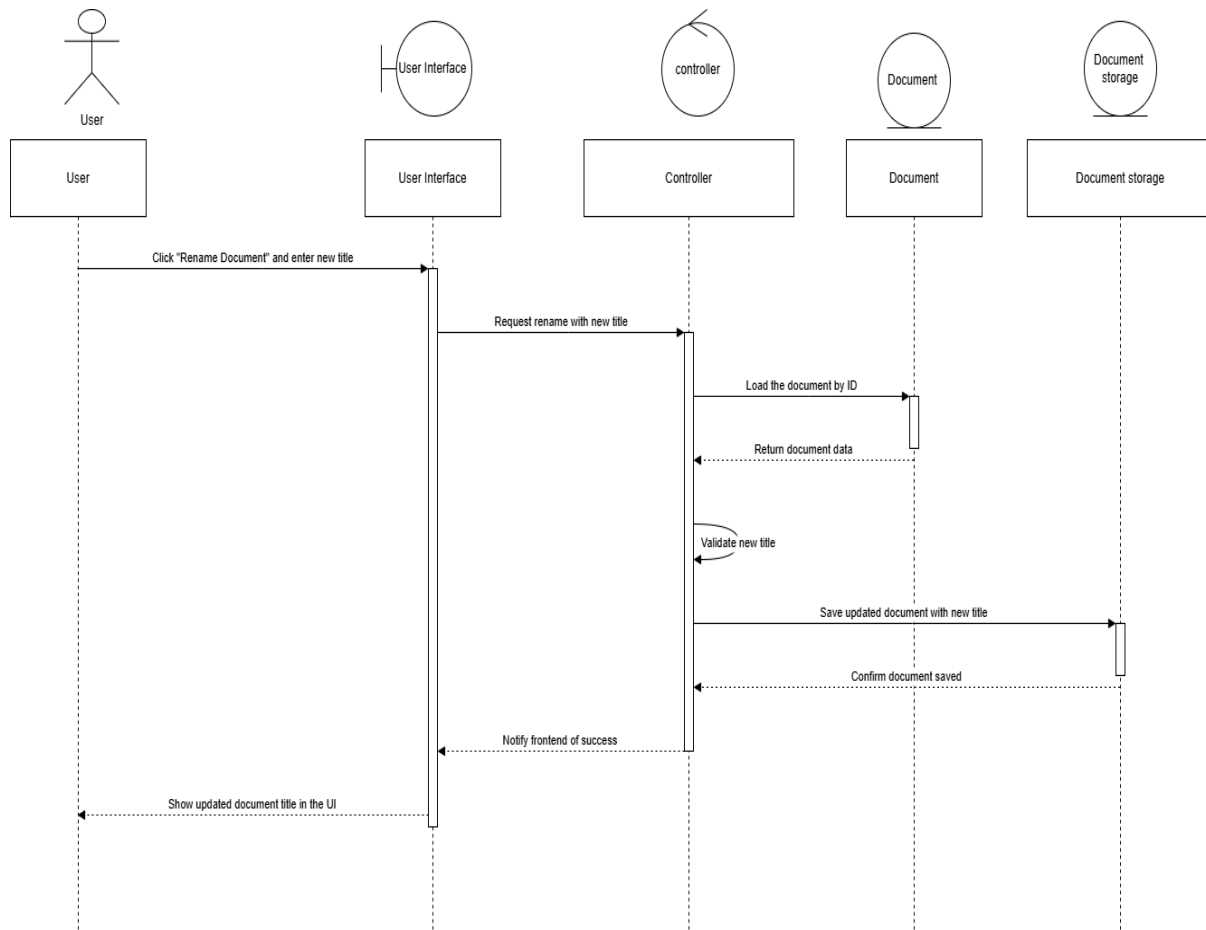 User Interface
controller
Document
Document
storage
User
User
User Interface
Controller
Document
Document storage
Click "Rename Document" and enter new title
Request rename with new title
Load the document by ID
Return document data
Validate new title
Save updated document with new title
Confirm document saved
Notify frontend of success
Show updated document title in the UI